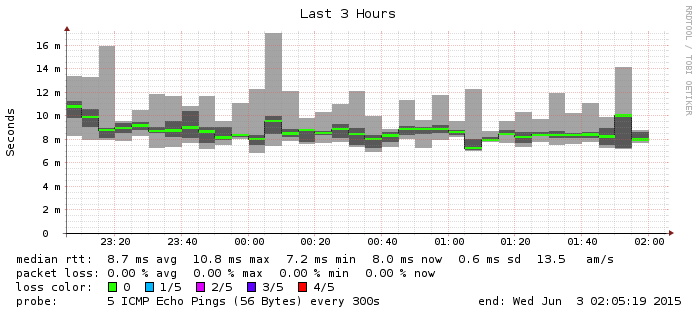 Last 3 Hours
RRDTOOL / TOBI OETIKER
Seconds
16 m
14 m
12 m
10 m
8 m
6 m
4 m
2 m
0
23:20 23:40 00:00 00:20 00:40 01:00 01:20 01:40 02:00
median rtt: 8.7 ms avg 10.8 ms max 7.2 ms min 8.0 ms now 0.6 ms sd 13.5 am/s
packet loss: 0.00 % avg 0.00 % max 0.00 % min 0.00 % now
loss color: 0 1/5 2/5 3/5 4/5
probe: 5 ICMP Echo Pings (56 Bytes) every 300s end: Wed Jun 3 02:05:19 2015